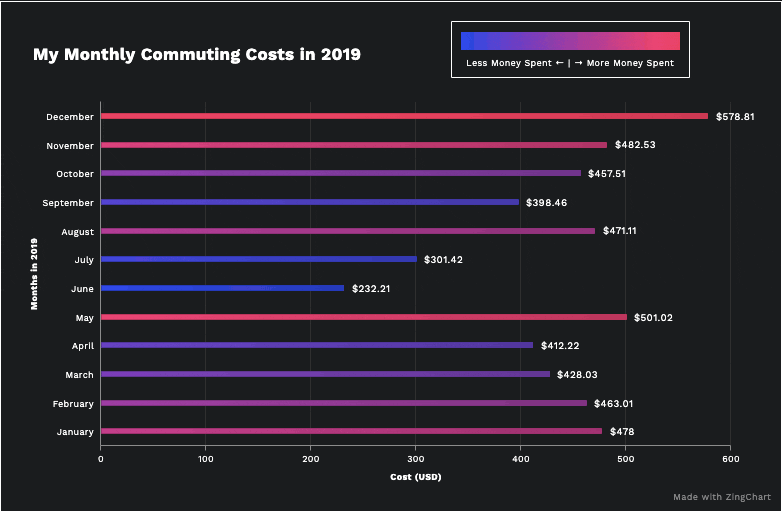 My Monthly Commuting Costs in 2019
Less Money Spent ← | → More Money Spent
Months in 2019
December $578.81
November $482.53
October $457.51
September $398.46
August $471.11
July $301.42
June $232.21
May $501.02
April $412.22
March $428.03
February $463.01
January $478
0 100 200 300 400 500 600
Cost (USD)
Made with ZingChart